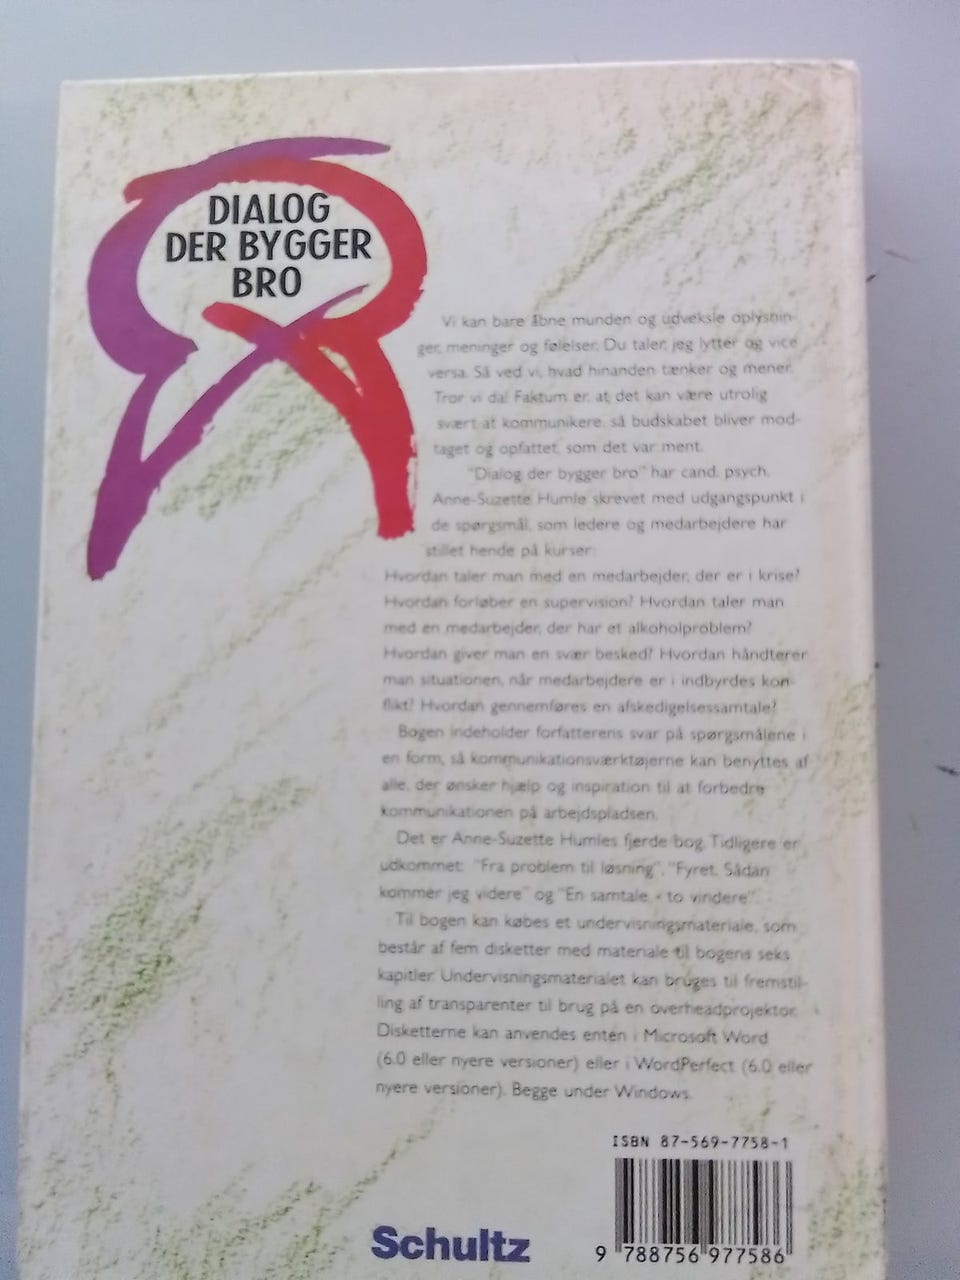 DIALOG
DER BYGGER
BRO
Vi kan bare åbne munden og udveksle oplysnin-
ger, meninger og følelser. Du taler, jeg lytter og vice
versa. Så ved vi, hvad hinanden tænker og mener.
Tror vi da! Faktum er, at det kan være utrolig
svært at kommunikere, så budskabet bliver mod-
taget og opfattet, som det var ment.
"Dialog der bygger bro" har cand. psych.
Anne-Suzette Humle skrevet med udgangspunkt i
de spørgsmål, som ledere og medarbejdere har
stillet hende på kurser:
Hvordan taler man med en medarbejder, der er i krise?
Hvordan forløber en supervision? Hvordan taler man
med en medarbejder, der har et alkoholproblem?
Hvordan giver man en svær besked? Hvordan håndterer
man situationen, når medarbejdere er i indbyrdes kon-
flikt? Hvordan gennemføres en afskedigelsessamtale?
Bogen indeholder forfatterens svar på spørgsmålene i
en form, så kommunikationsværktøjerne kan benyttes af
alle, der ønsker hjælp og inspiration til at forbedre
kommunikationen på arbejdspladsen.
Det er Anne-Suzette Humles fjerde bog. Tidligere er
udkommet: "Fra problem til løsning", "Fyret. Sådan
kommer jeg videre" og "En samtale - to vindere".
Til bogen kan købes et undervisningsmateriale, som
består af fem disketter med materiale til bogens seks
kapitler. Undervisningsmaterialet kan bruges til fremstil-
ling af transparenter til brug på en overheadprojektor.
Disketterne kan anvendes enten i Microsoft Word
(6.0 eller nyere versioner) eller i WordPerfect (6.0 eller
nyere versioner). Begge under Windows.
ISBN 87-569-7758-1
Schultz
9 788756 977586